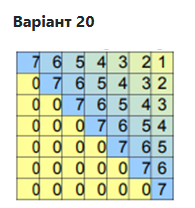 Варіант 20
7 6 5 4 3 2 1
0 7 6 5 4 3 2
0 0 7 6 5 4 3
0 0 0 7 6 5 4
0 0 0 0 7 6 5
0 0 0 0 0 7 6
0 0 0 0 0 0 7